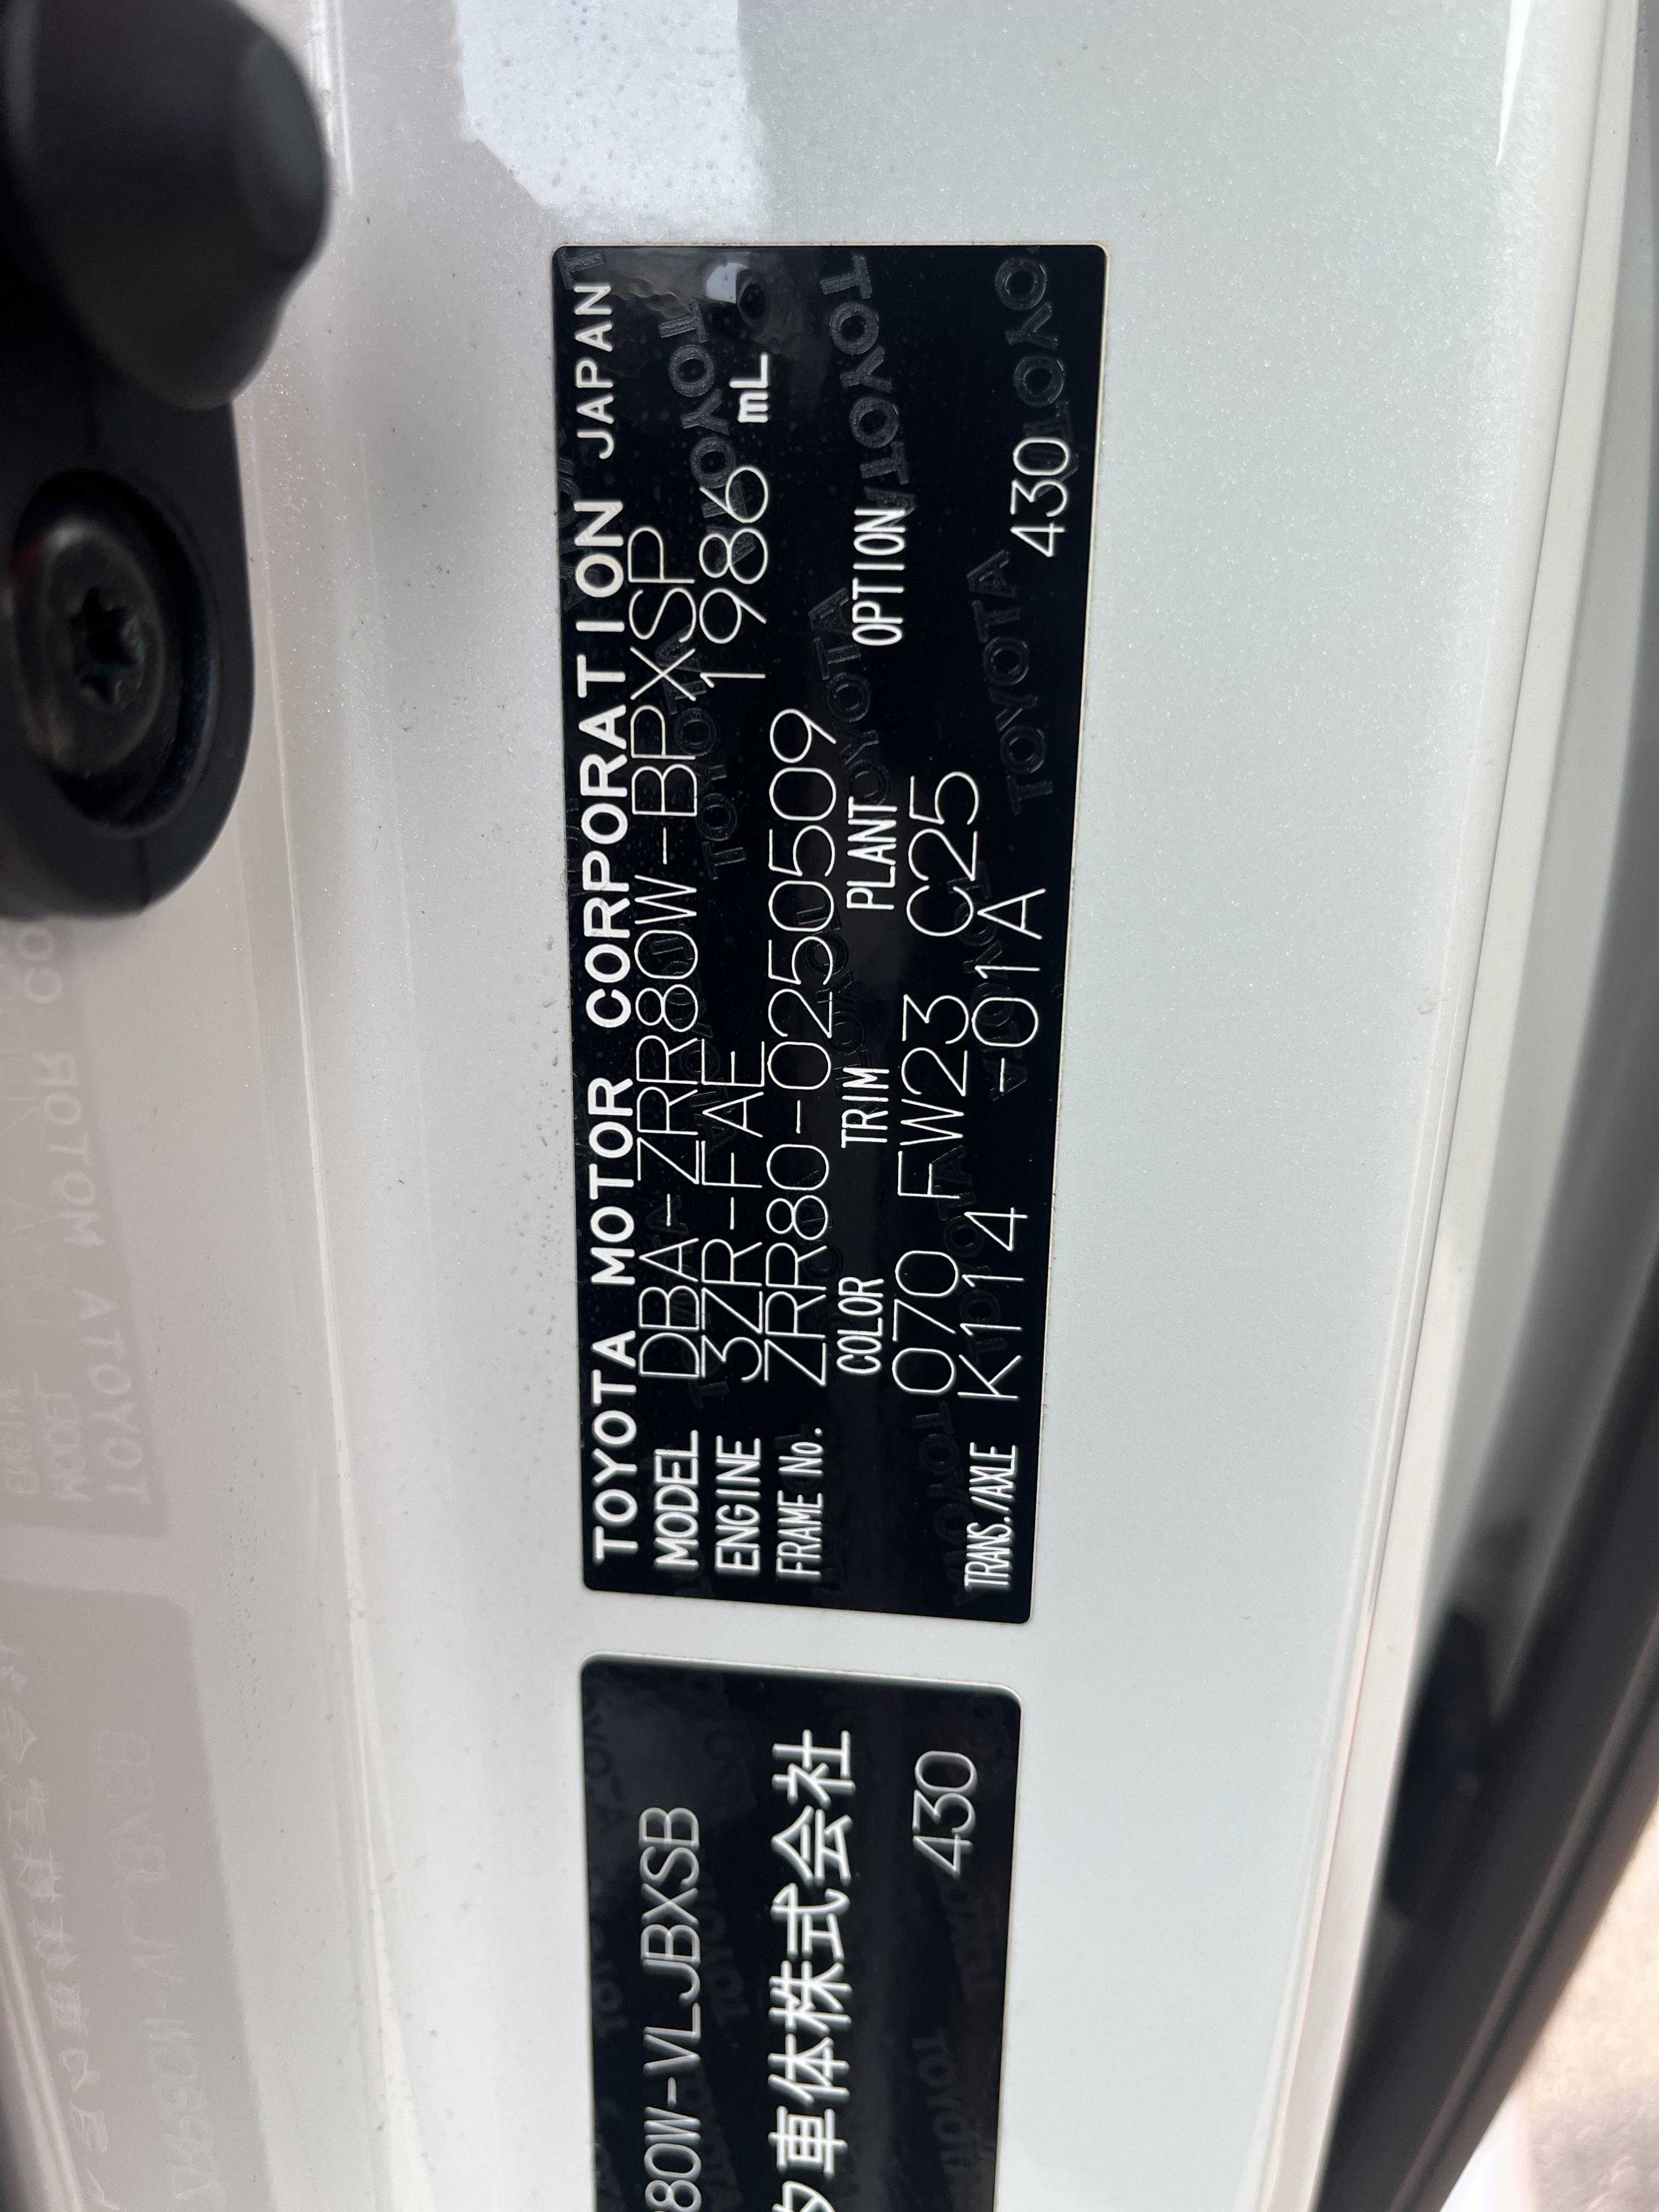 TOYOTA MOTOR CORPORATION JAPAN
MODEL DBA-ZRR80W-BPXSP
ENGINE 3ZR-FAE 1986 mL
FRAME No. ZRR80-0250509
COLOR TRIM PLANT OPTION
070 FW23 C25
TRANS./AXLE K114 -01A 430
80W-VLJBXSB
車体株式会社
430